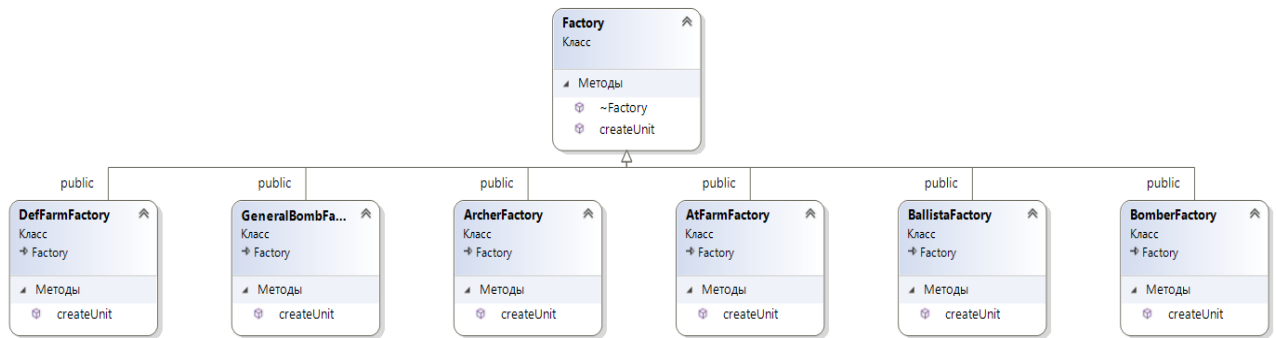 Factory
Класс
Методы
~Factory
createUnit
public
public
public
public
public
public
DefFarmFactory
Класс
Factory
Методы
createUnit
GeneralBombFa...
Класс
Factory
Методы
createUnit
ArcherFactory
Класс
Factory
Методы
createUnit
AtFarmFactory
Класс
Factory
Методы
createUnit
BallistaFactory
Класс
Factory
Методы
createUnit
BomberFactory
Класс
Factory
Методы
createUnit